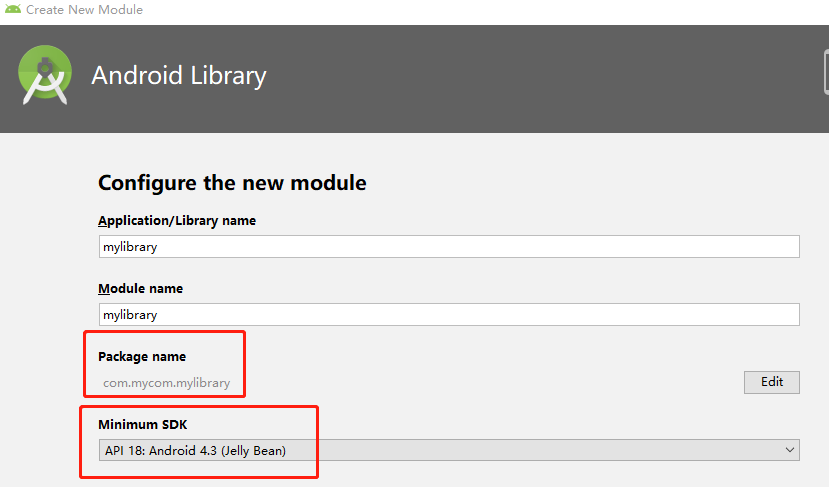 Create New Module
Android Library
Configure the new module
Application/Library name
mylibrary
Module name
mylibrary
Package name
com.mycom.mylibrary
Edit
Minimum SDK
API 18: Android 4.3 (Jelly Bean)